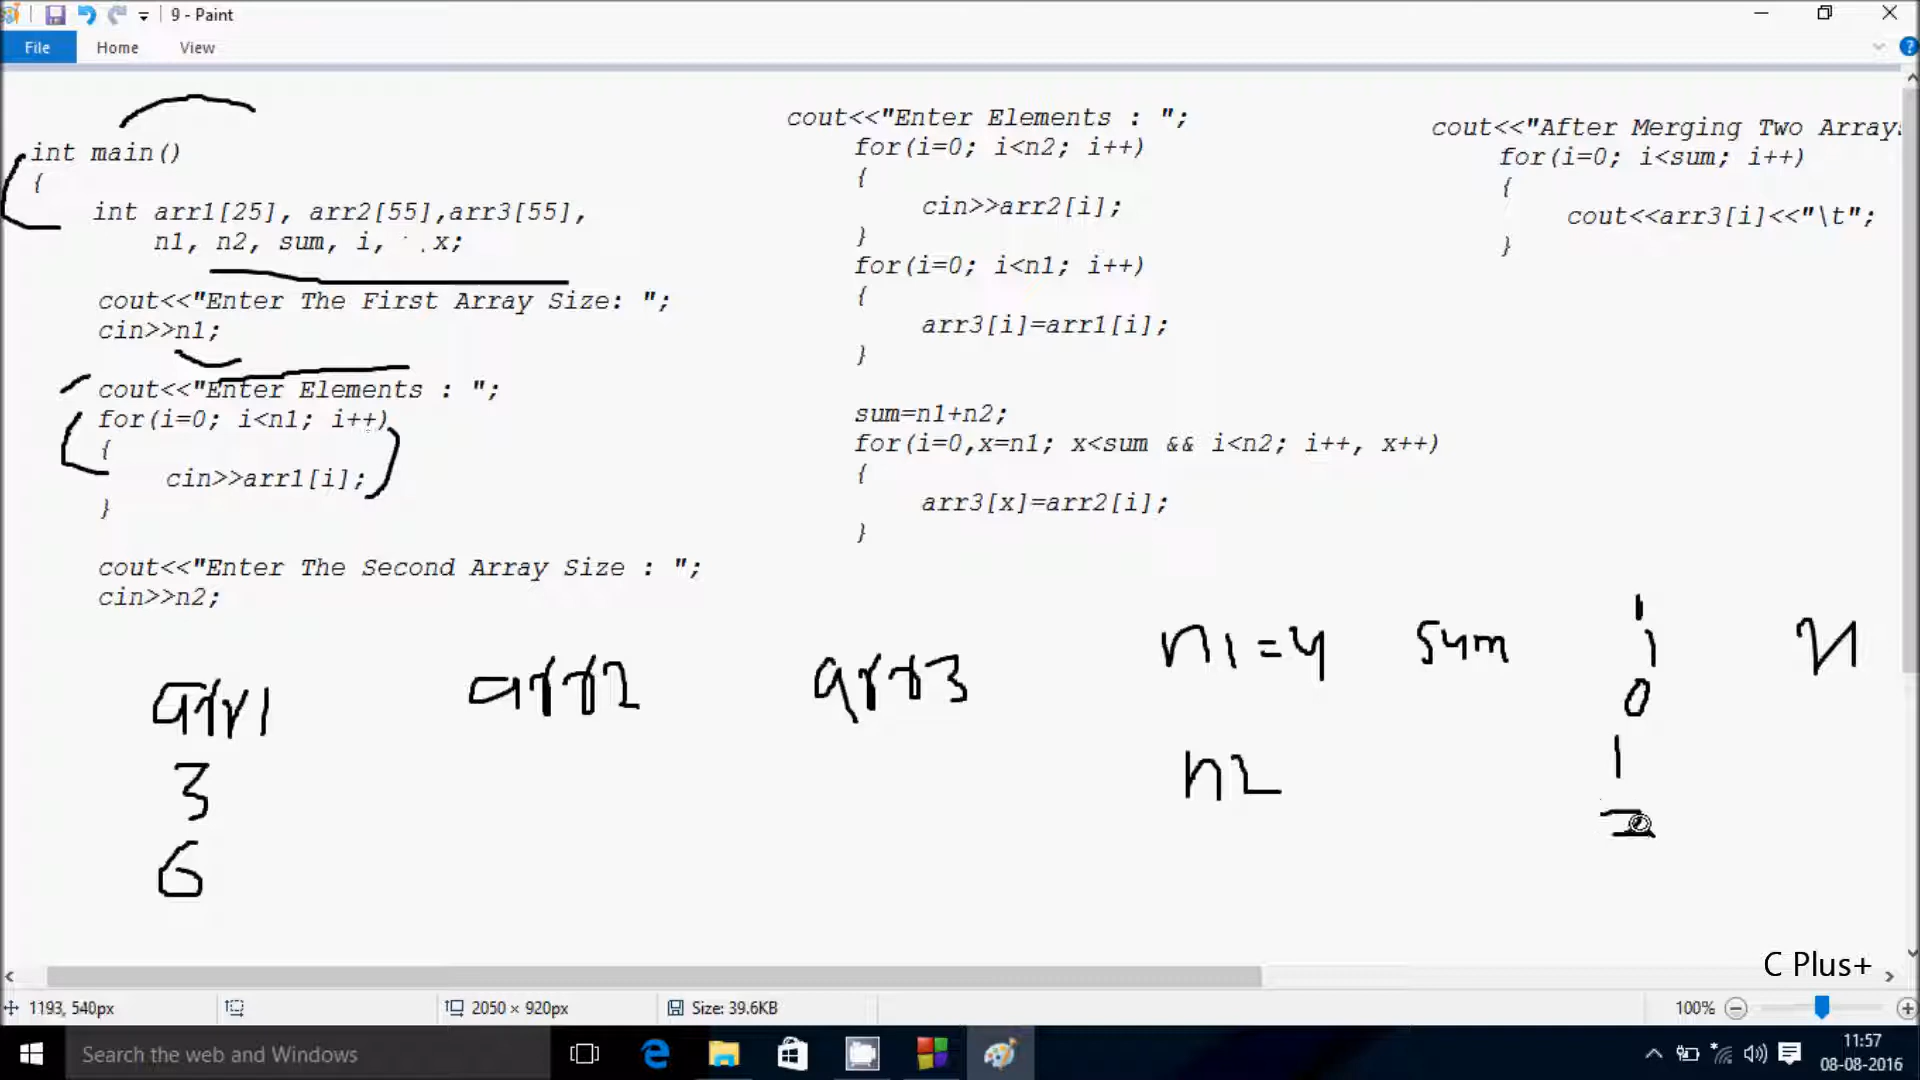 9 - Paint
File Home View
int main()
{
int arr1[25], arr2[55],arr3[55],
n1, n2, sum, i, x;
cout<<"Enter The First Array Size: ";
cin>>n1;
cout<<"Enter Elements : ";
for(i=0; i<n1; i++)
{
cin>>arr1[i];
}
cout<<"Enter The Second Array Size : ";
cin>>n2;
cout<<"Enter Elements : ";
for(i=0; i<n2; i++)
{
cin>>arr2[i];
}
for(i=0; i<n1; i++)
{
arr3[i]=arr1[i];
}
sum=n1+n2;
for(i=0,x=n1; x<sum && i<n2; i++, x++)
{
arr3[x]=arr2[i];
}
cout<<"After Merging Two Array
for(i=0; i<sum; i++)
{
cout<<arr3[i]<<"\t";
}
arr1 arr2 arr3 n1=4 sum i x
3
6
n2
0
1
2
C Plus+
1193, 540px 2050 × 920px Size: 39.6KB 100%
Search the web and Windows
11:57
08-08-2016